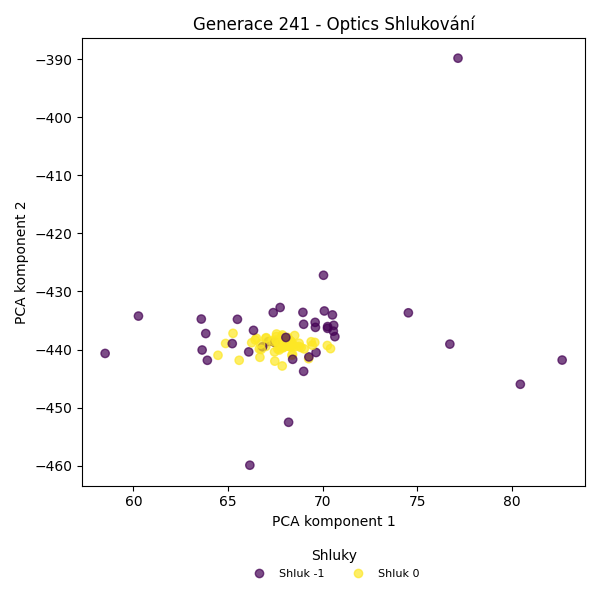 Generace 241 - Optics Shlukování
−390
−400
−410
−420
−430
−440
−450
−460
PCA komponent 2
60 65 70 75 80
PCA komponent 1
Shluky
Shluk -1 Shluk 0